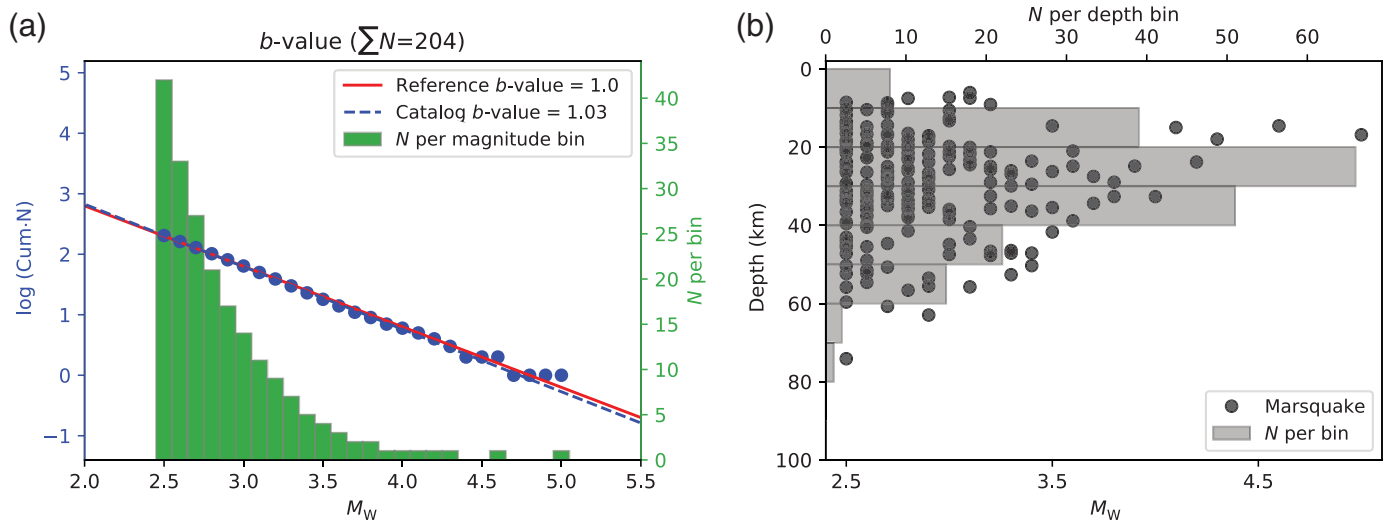 (a)
b-value (∑N=204)
5
4
3
2
1
0
−1
log (Cum·N)
Reference b-value = 1.0
Catalog b-value = 1.03
N per magnitude bin
40
35
30
25
20
15
10
5
0
N per bin
2.0 2.5 3.0 3.5 4.0 4.5 5.0 5.5
MW
(b)
N per depth bin
0 10 20 30 40 50 60
0
20
40
60
80
100
Depth (km)
Marsquake
N per bin
2.5 3.5 4.5
MW